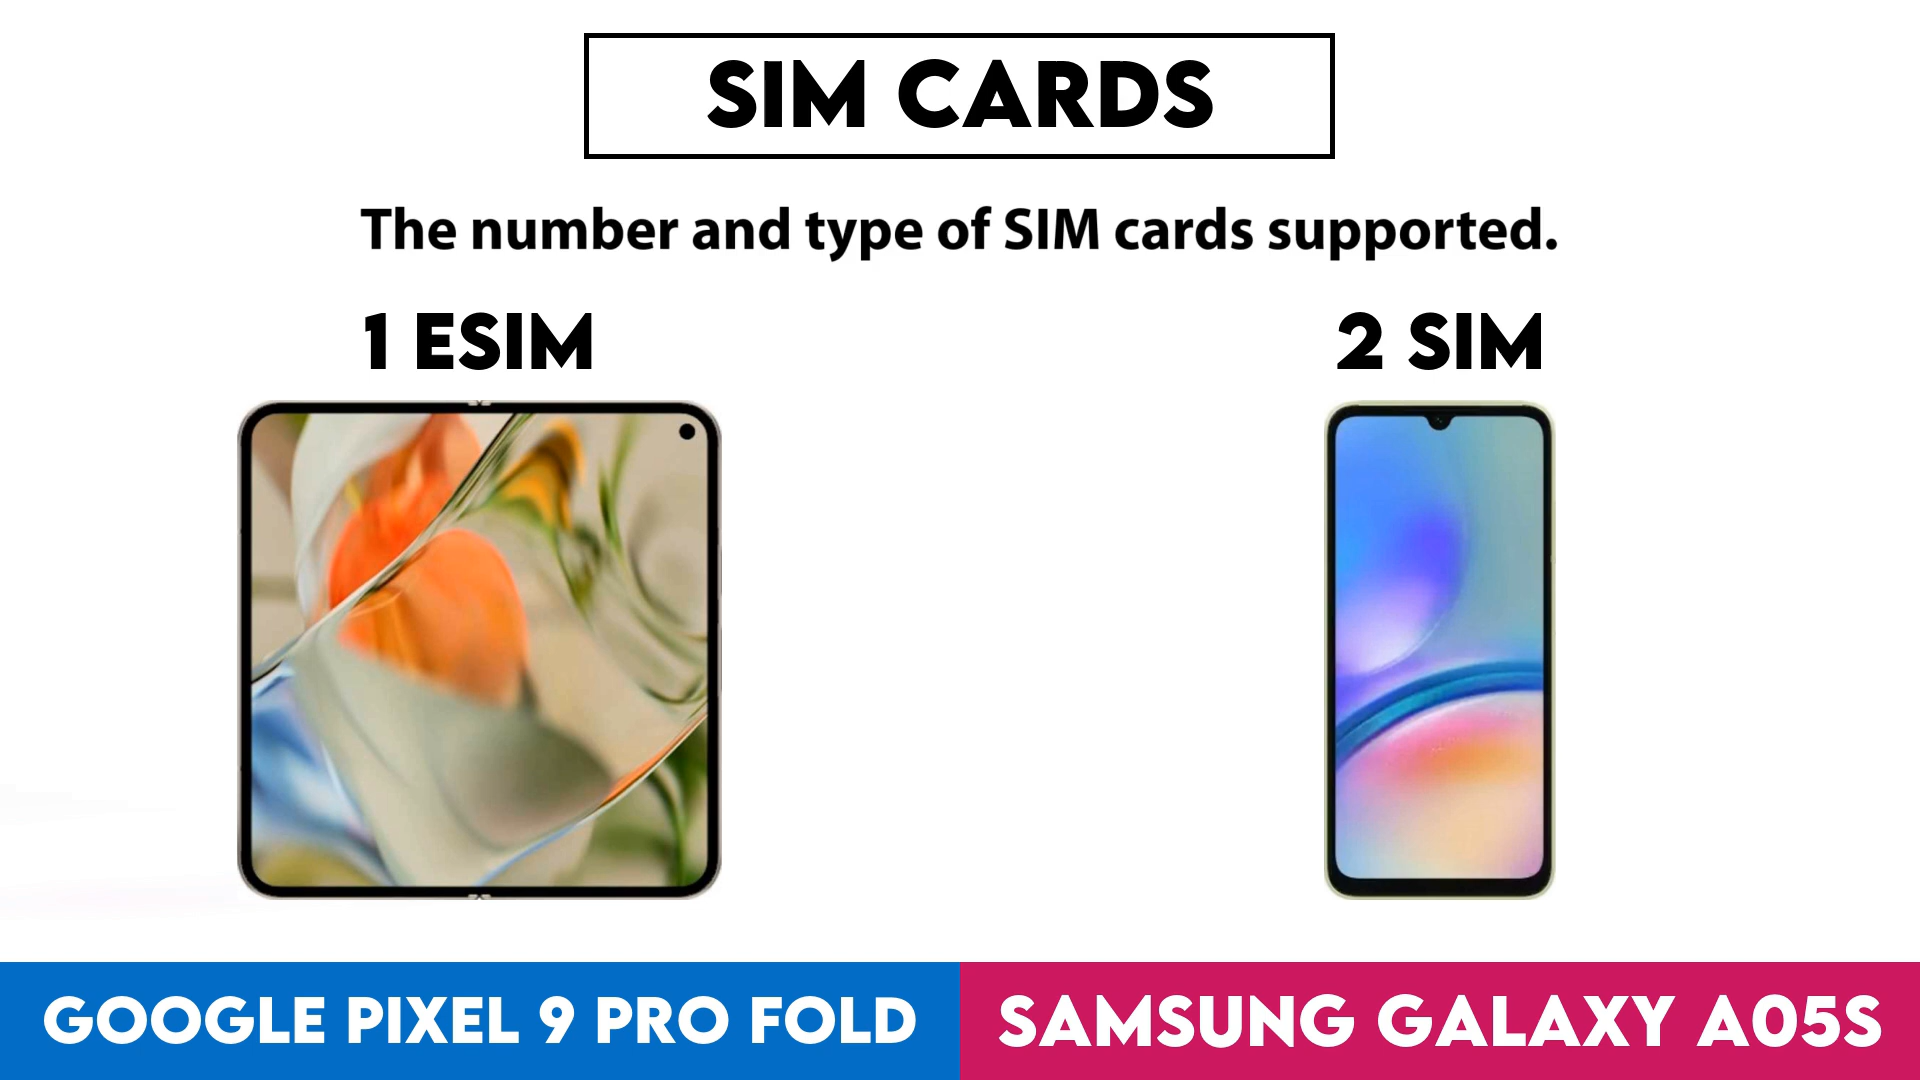 SIM CARDS
The number and type of SIM cards supported.
1 ESIM
2 SIM
GOOGLE PIXEL 9 PRO FOLD
SAMSUNG GALAXY A05S